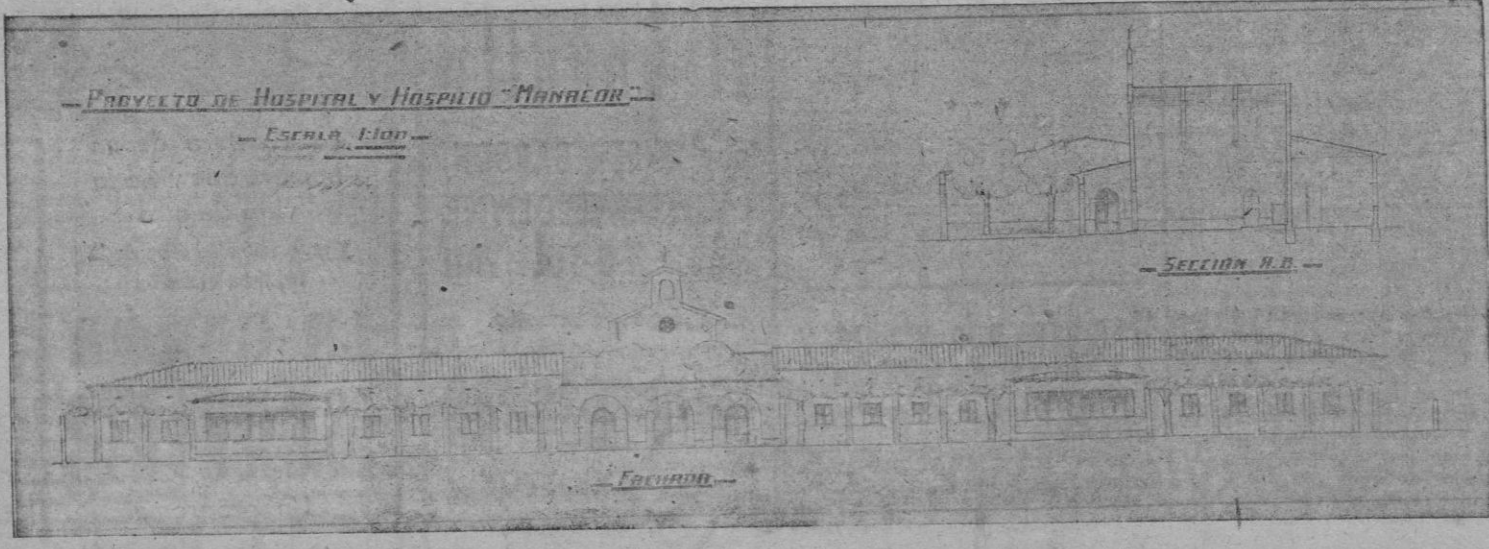 PROYECTO DE HOSPITAL Y HOSPICIO "MANACOR"
ESCALA 1:100
SECCION A.B.
FACHADA